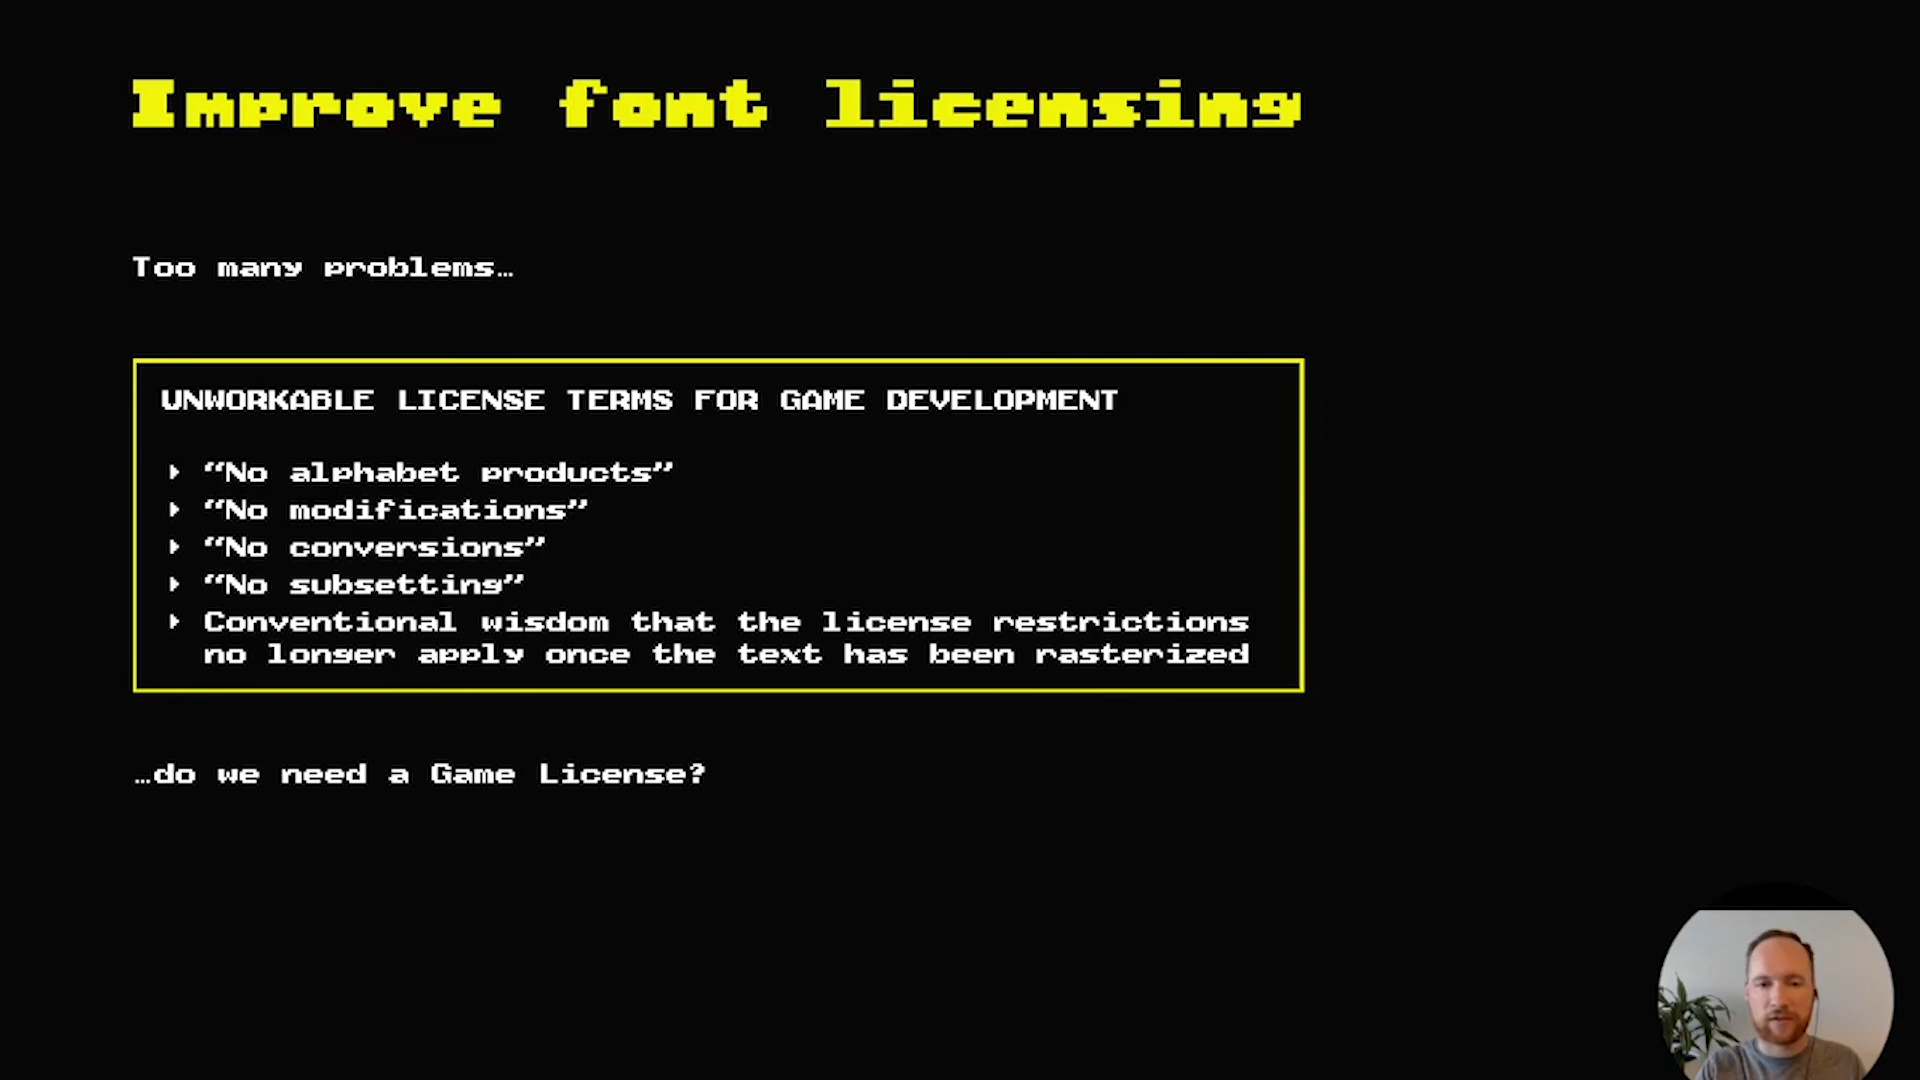 Improve font licensing
Too many problems…
UNWORKABLE LICENSE TERMS FOR GAME DEVELOPMENT
‣ “No alphabet products”
‣ “No modifications”
‣ “No conversions”
‣ “No subsetting”
‣ Conventional wisdom that the license restrictions
no longer apply once the text has been rasterized
…do we need a Game License?